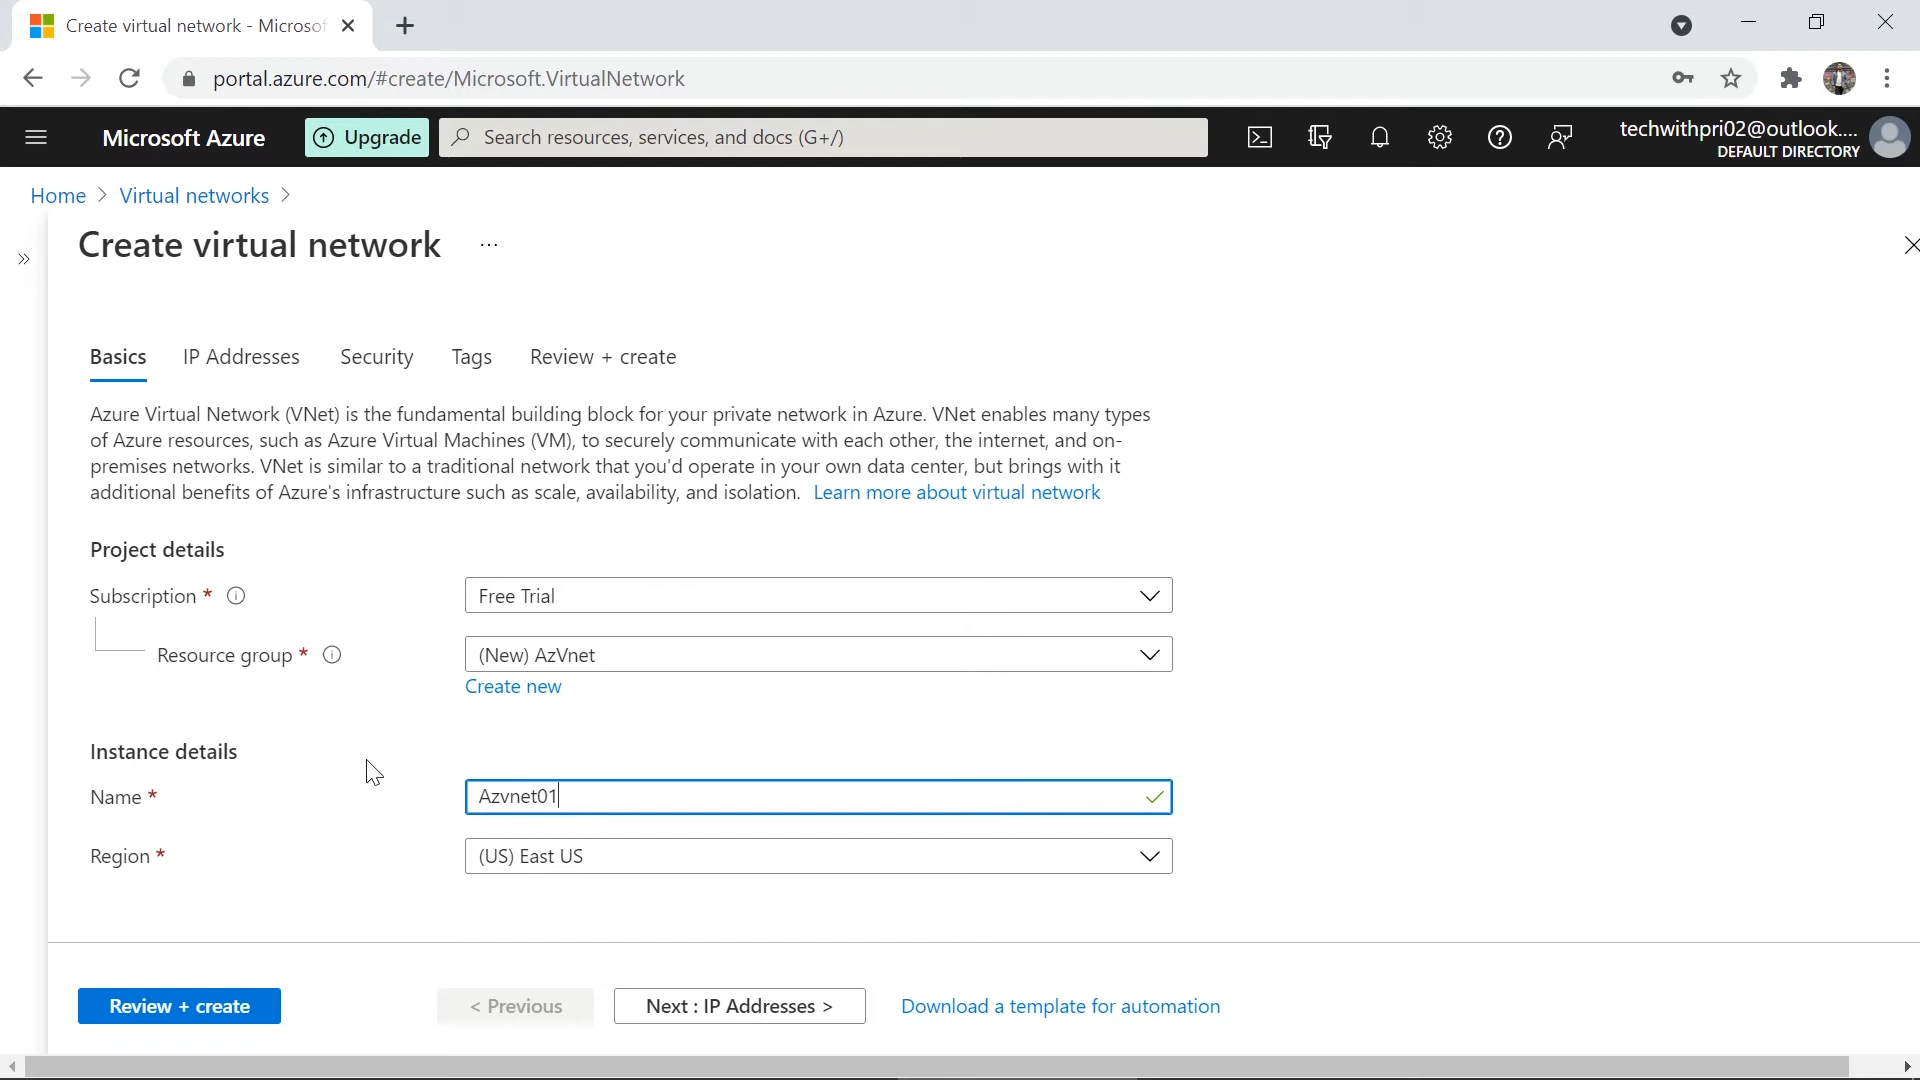 Create virtual network - Microsof
portal.azure.com/#create/Microsoft.VirtualNetwork
Microsoft Azure
Upgrade
Search resources, services, and docs (G+/)
techwithpri02@outlook....
DEFAULT DIRECTORY
Home > Virtual networks >
Create virtual network ...
Basics IP Addresses Security Tags Review + create
Azure Virtual Network (VNet) is the fundamental building block for your private network in Azure. VNet enables many types
of Azure resources, such as Azure Virtual Machines (VM), to securely communicate with each other, the internet, and on-
premises networks. VNet is similar to a traditional network that you'd operate in your own data center, but brings with it
additional benefits of Azure's infrastructure such as scale, availability, and isolation. Learn more about virtual network
Project details
Subscription * Free Trial
Resource group * (New) AzVnet
Create new
Instance details
Name * Azvnet01
Region * (US) East US
Review + create < Previous Next : IP Addresses > Download a template for automation